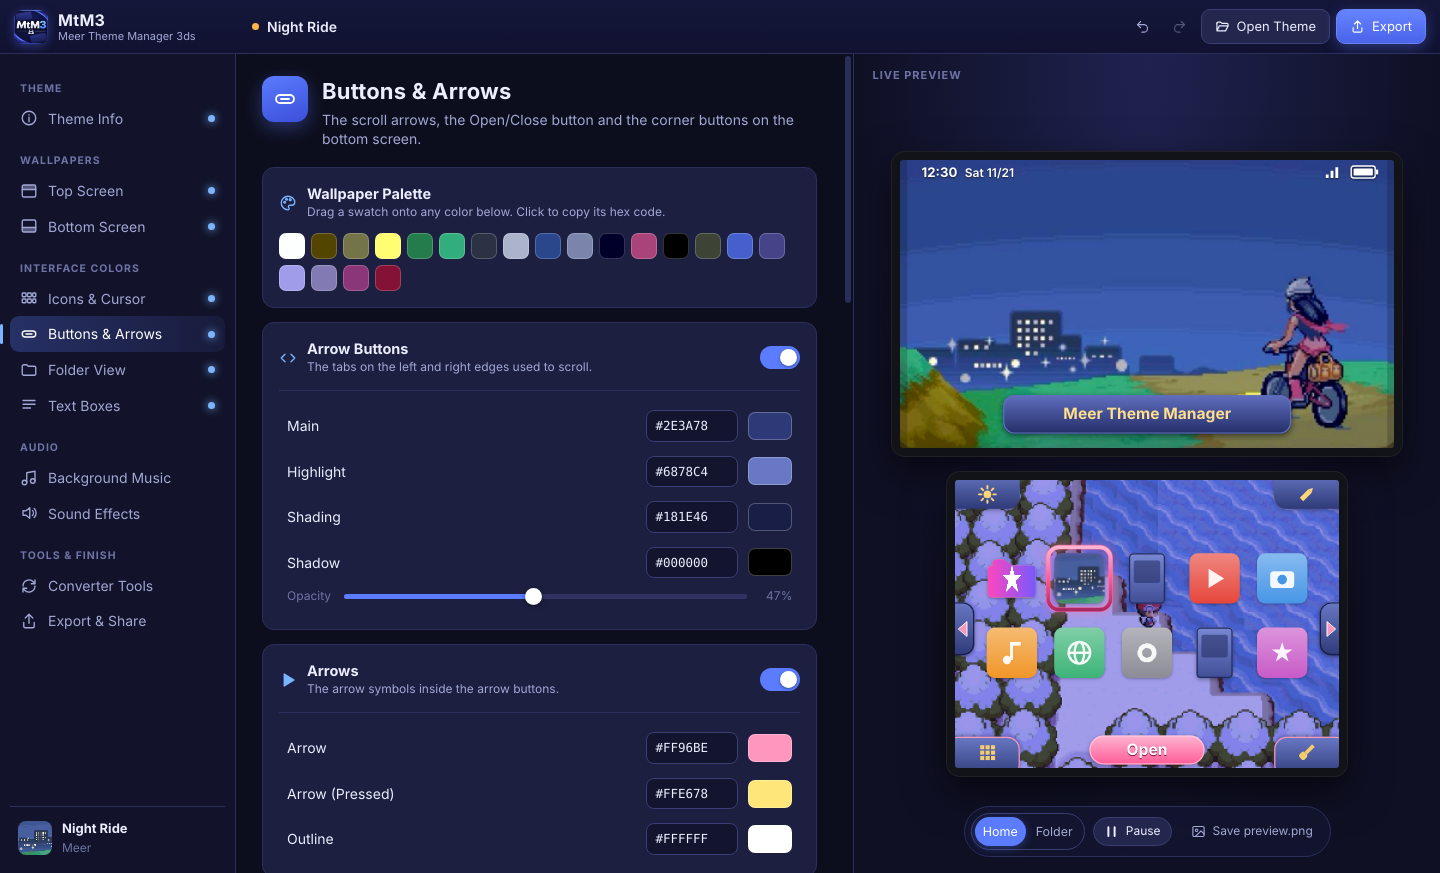 MtM3
MtM3
Meer Theme Manager 3ds
Night Ride
Open Theme
Export
THEME
Theme Info
WALLPAPERS
Top Screen
Bottom Screen
INTERFACE COLORS
Icons & Cursor
Buttons & Arrows
Folder View
Text Boxes
AUDIO
Background Music
Sound Effects
TOOLS & FINISH
Converter Tools
Export & Share
Night Ride
Meer
Buttons & Arrows
The scroll arrows, the Open/Close button and the corner buttons on the
bottom screen.
Wallpaper Palette
Drag a swatch onto any color below. Click to copy its hex code.
Arrow Buttons
The tabs on the left and right edges used to scroll.
Main #2E3A78
Highlight #6878C4
Shading #181E46
Shadow #000000
Opacity 47%
Arrows
The arrow symbols inside the arrow buttons.
Arrow #FF96BE
Arrow (Pressed) #FFE678
Outline #FFFFFF
LIVE PREVIEW
12:30 Sat 11/21
Meer Theme Manager
Open
Home Folder Pause Save preview.png